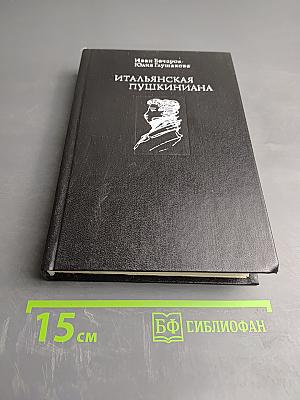 Иван Бочаров
Юлия Глушакова
ИТАЛЬЯНСКАЯ
ПУШКИНИАНА
15 см
БФ БИБЛИОФАН